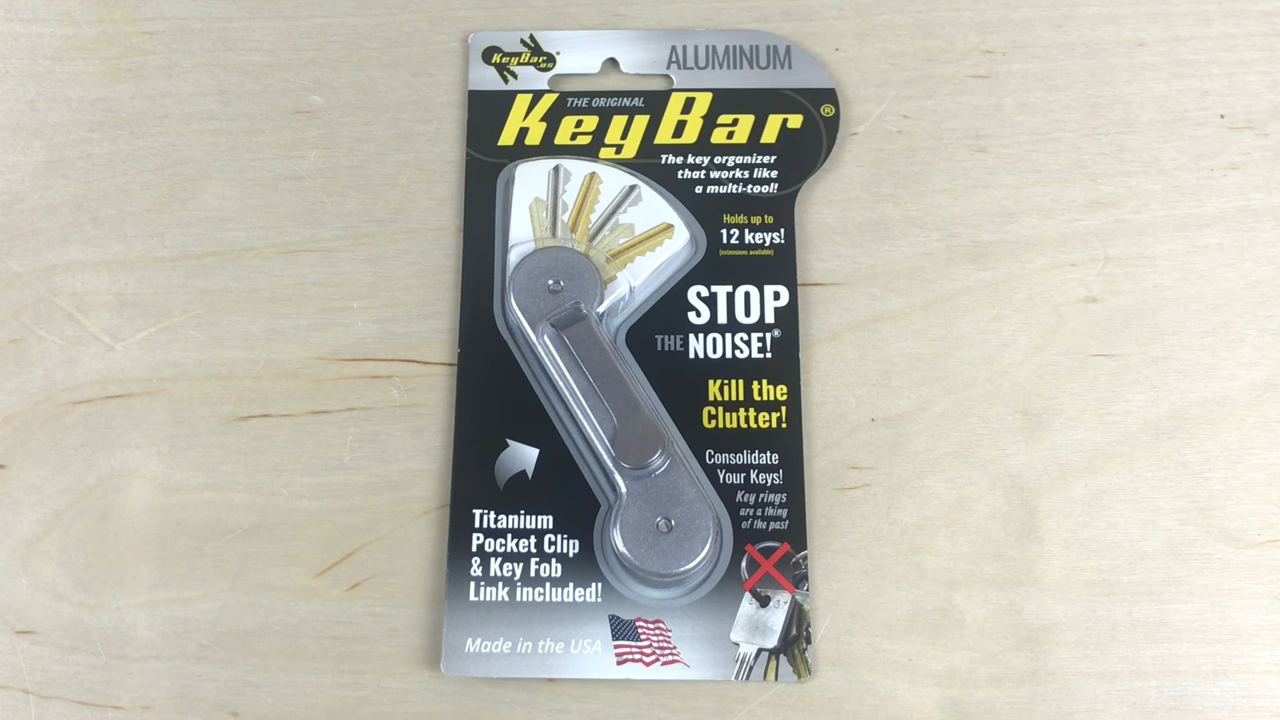 KeyBar®
.us
ALUMINUM
THE ORIGINAL
KeyBar®
The key organizer
that works like
a multi-tool!
Holds up to
12 keys!
(extensions available)
STOP
THE NOISE!®
Kill the
Clutter!
Consolidate
Your Keys!
Key rings
are a thing
of the past
Titanium
Pocket Clip
& Key Fob
Link included!
Made in the USA